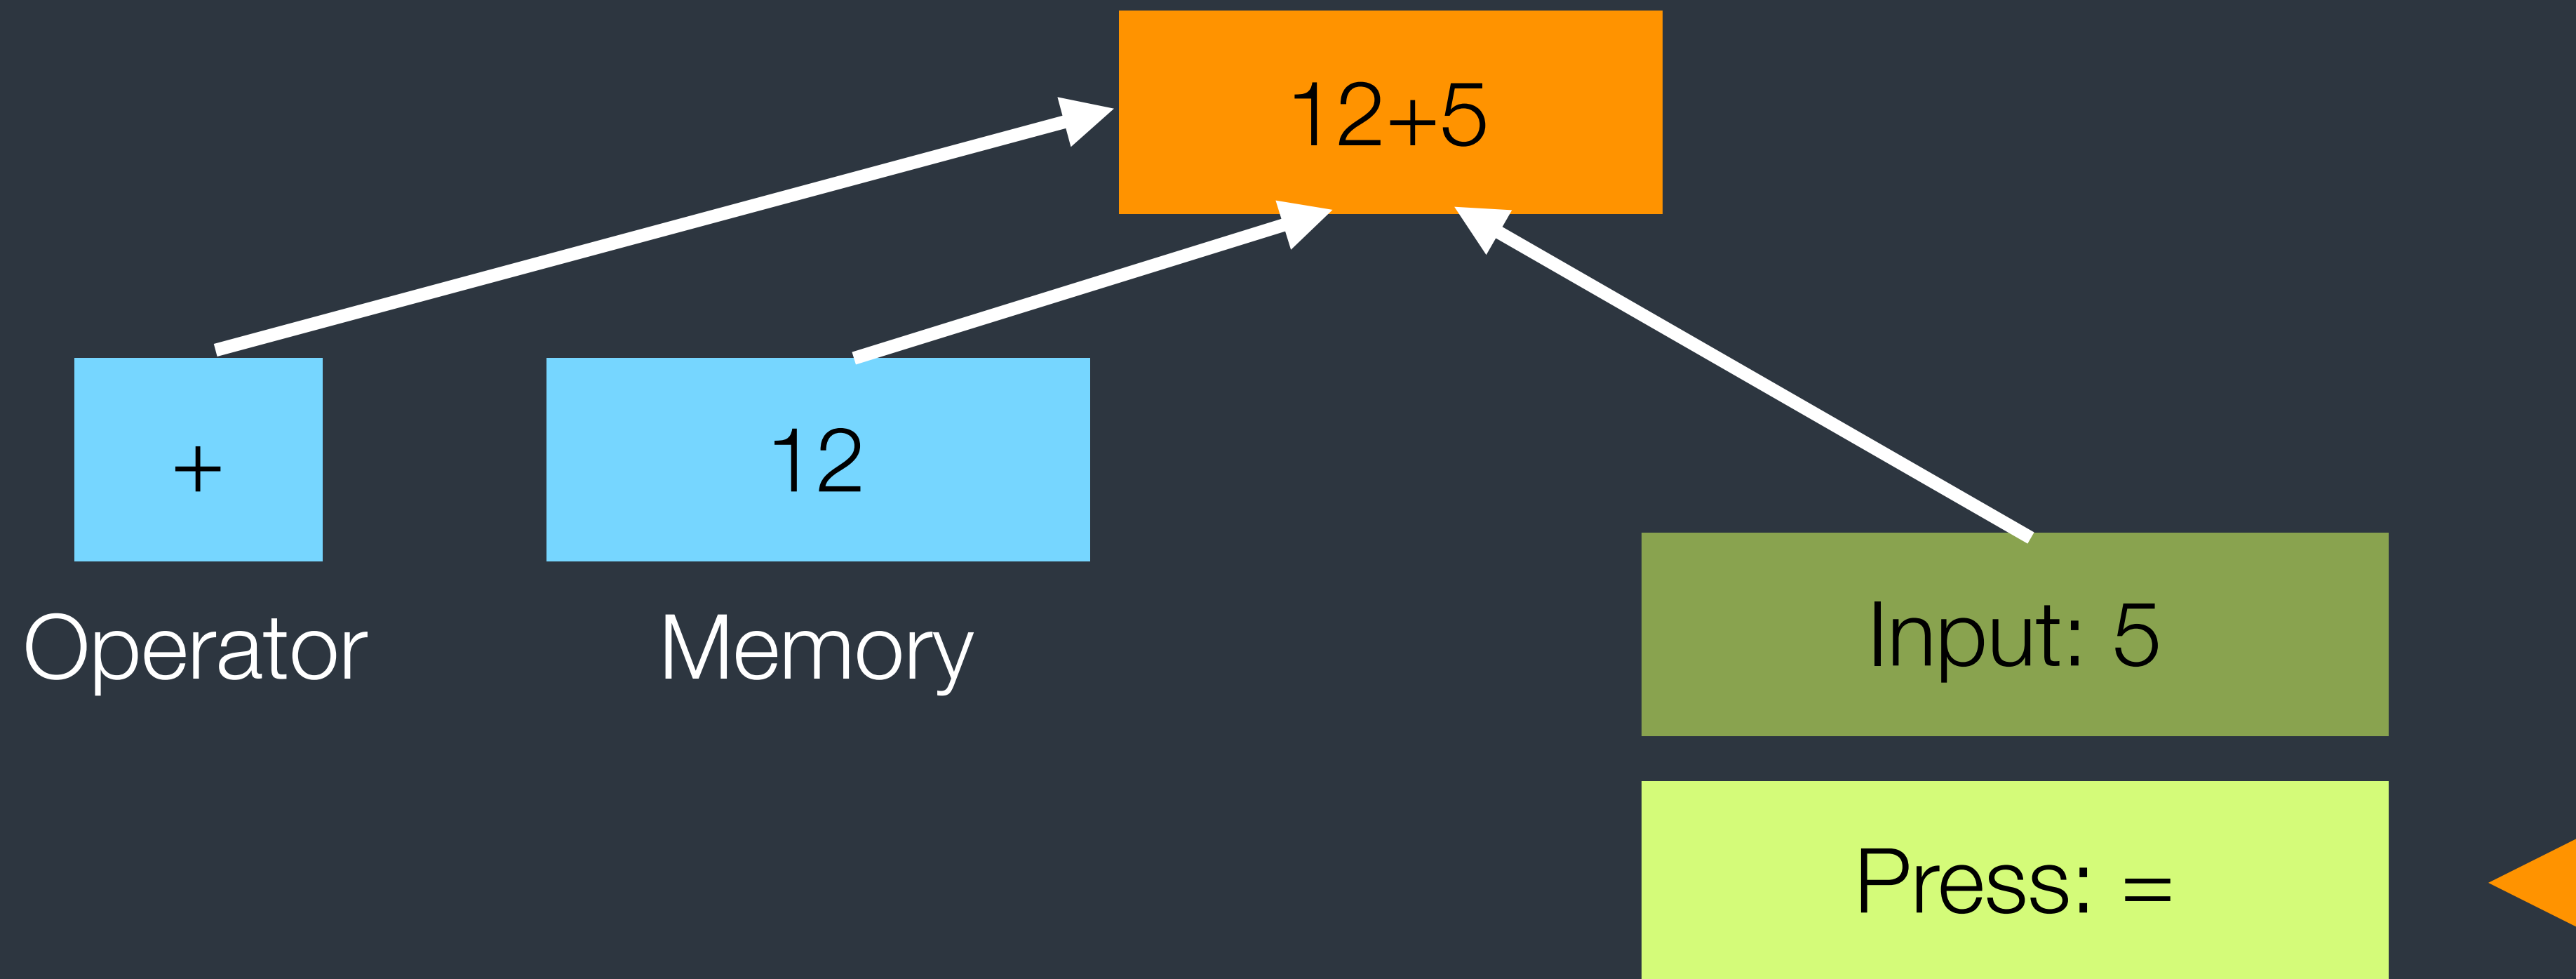 12+5
+
12
Operator
Memory
Input: 5
Press: =